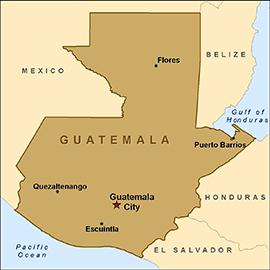 Flores
BELIZE
MEXICO
Gulf of
Honduras
GUATEMALA
Puerto Barrios
Quezaltenango
Guatemala
City
HONDURAS
Escuintla
Pacific
Ocean
EL SALVADOR